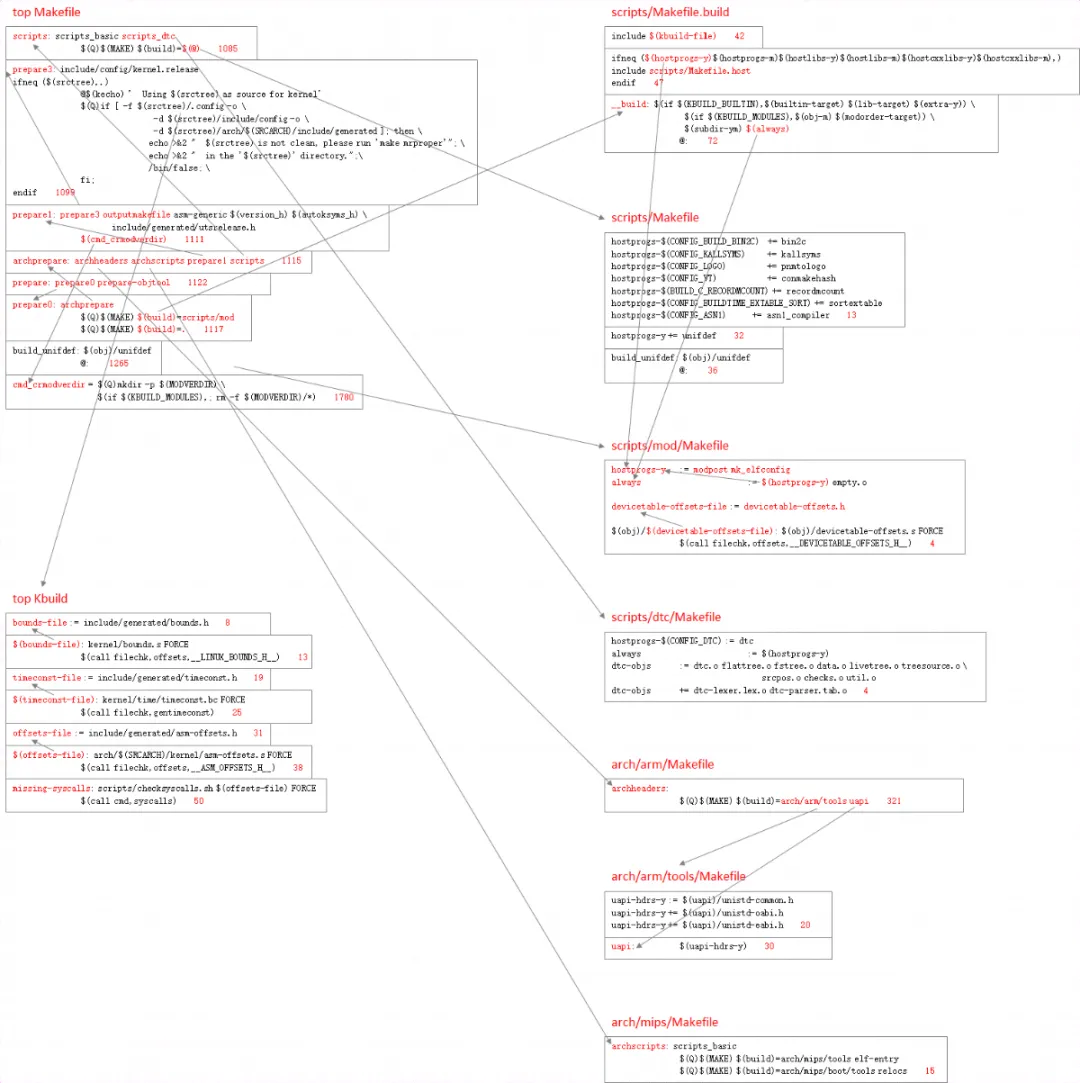 top Makefile
scripts: scripts_basic scripts_dtc
$(Q)$(MAKE) $(build)=$(@) 1085
prepare3: include/config/kernel.release
ifneq ($(srctree)..)
@$(kecho) ' Using $(srctree) as source for kernel'
$(Q)if [ -f $(srctree)/.config -o \
-d $(srctree)/include/config -o \
-d $(srctree)/arch/$(SRCARCH)/include/generated ]; then \
echo >&2 " $(srctree) is not clean, please run 'make mrproper'"; \
echo >&2 " in the '$(srctree)' directory.";\
/bin/false; \
fi;
endif 1099
prepare1: prepare3 outputmakefile asm-generic $(version_h) $(autoksyms_h) \
include/generated/utsrelease.h
$(cmd_crmodverdir) 1111
archprepare: archheaders archscripts prepare1 scripts 1115
prepare: prepare0 prepare-objtool 1122
prepare0: archprepare
$(Q)$(MAKE) $(build)=scripts/mod
$(Q)$(MAKE) $(build)=. 1117
build_unifdef: $(obj)/unifdef
@: 1265
cmd_crmodverdir = $(Q)mkdir -p $(MODVERDIR) \
$(if $(KBUILD_MODULES),; rm -f $(MODVERDIR)/*) 1780
top Kbuild
bounds-file := include/generated/bounds.h 8
$(bounds-file): kernel/bounds.s FORCE
$(call filechk,offsets,__LINUX_BOUNDS_H__) 13
timeconst-file := include/generated/timeconst.h 19
$(timeconst-file): kernel/time/timeconst.bc FORCE
$(call filechk,gentimeconst) 25
offsets-file := include/generated/asm-offsets.h 31
$(offsets-file): arch/$(SRCARCH)/kernel/asm-offsets.s FORCE
$(call filechk,offsets,__ASM_OFFSETS_H__) 38
missing-syscalls: scripts/checksyscalls.sh $(offsets-file) FORCE
$(call cmd,syscalls) 50
scripts/Makefile.build
include $(kbuild-file) 42
ifneq ($(hostprogs-y)$(hostprogs-m)$(hostlibs-y)$(hostlibs-m)$(hostcxxlibs-y)$(hostcxxlibs-m),)
include scripts/Makefile.host
endif 47
__build: $(if $(KBUILD_BUILTIN),$(builtin-target) $(lib-target) $(extra-y)) \
$(if $(KBUILD_MODULES),$(obj-m) $(modorder-target)) \
$(subdir-ym) $(always)
@: 72
scripts/Makefile
hostprogs-$(CONFIG_BUILD_BIN2C) += bin2c
hostprogs-$(CONFIG_KALLSYMS) += kallsyms
hostprogs-$(CONFIG_LOGO) += pnmtologo
hostprogs-$(CONFIG_VT) += conmakehash
hostprogs-$(BUILD_C_RECORDMCOUNT) += recordmcount
hostprogs-$(CONFIG_BUILDTIME_EXTABLE_SORT) += sortextable
hostprogs-$(CONFIG_ASN1) += asn1_compiler 13
hostprogs-y += unifdef 32
build_unifdef: $(obj)/unifdef
@: 36
scripts/mod/Makefile
hostprogs-y := modpost mk_elfconfig
always := $(hostprogs-y) empty.o
devicetable-offsets-file := devicetable-offsets.h
$(obj)/$(devicetable-offsets-file): $(obj)/devicetable-offsets.s FORCE
$(call filechk,offsets,__DEVICETABLE_OFFSETS_H__) 4
scripts/dtc/Makefile
hostprogs-$(CONFIG_DTC) := dtc
always := $(hostprogs-y)
dtc-objs := dtc.o flattree.o fstree.o data.o livetree.o treesource.o \
srcpos.o checks.o util.o
dtc-objs += dtc-lexer.lex.o dtc-parser.tab.o 4
arch/arm/Makefile
archheaders:
$(Q)$(MAKE) $(build)=arch/arm/tools uapi 321
arch/arm/tools/Makefile
uapi-hdrs-y := $(uapi)/unistd-common.h
uapi-hdrs-y += $(uapi)/unistd-oabi.h
uapi-hdrs-y += $(uapi)/unistd-eabi.h 20
uapi: $(uapi-hdrs-y) 30
arch/mips/Makefile
archscripts: scripts_basic
$(Q)$(MAKE) $(build)=arch/mips/tools elf-entry
$(Q)$(MAKE) $(build)=arch/mips/boot/tools relocs 15